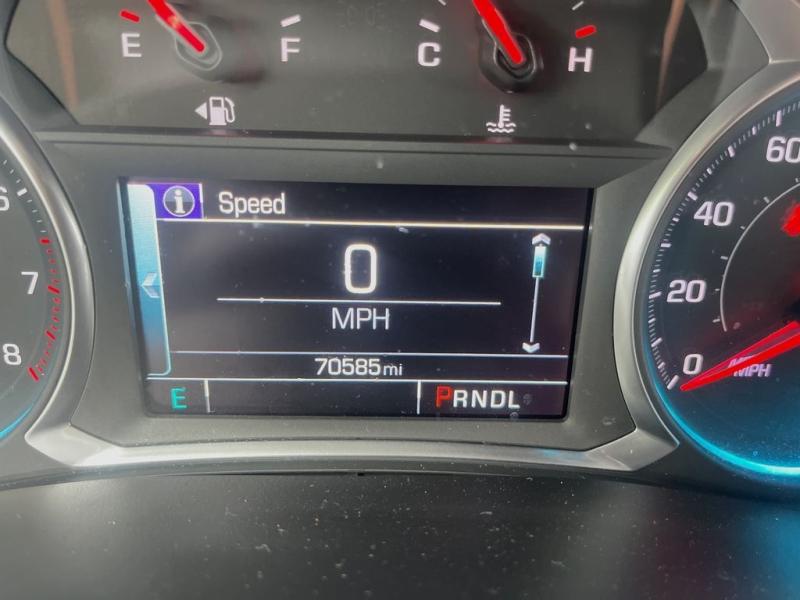 E F C H
60
6
Speed
40
0
7
20
MPH
8
0
MPH
70585mi
E PRNDL